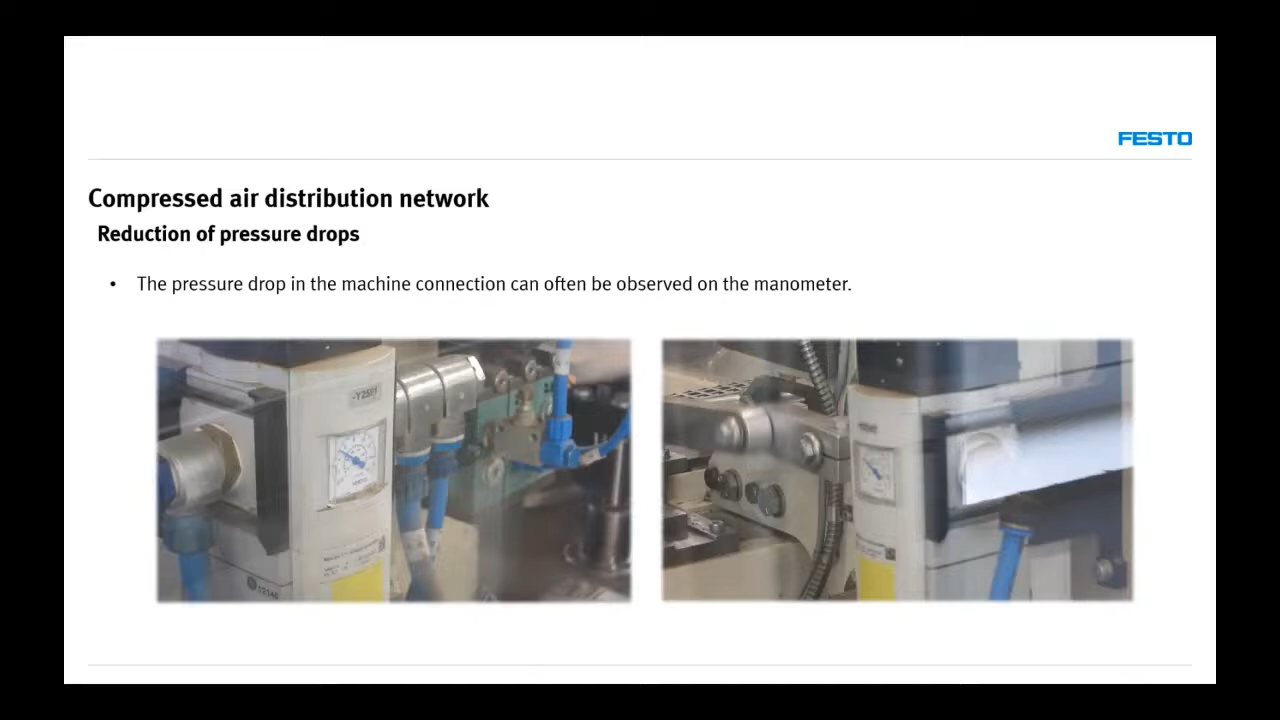 FESTO
Compressed air distribution network
Reduction of pressure drops
• The pressure drop in the machine connection can often be observed on the manometer.